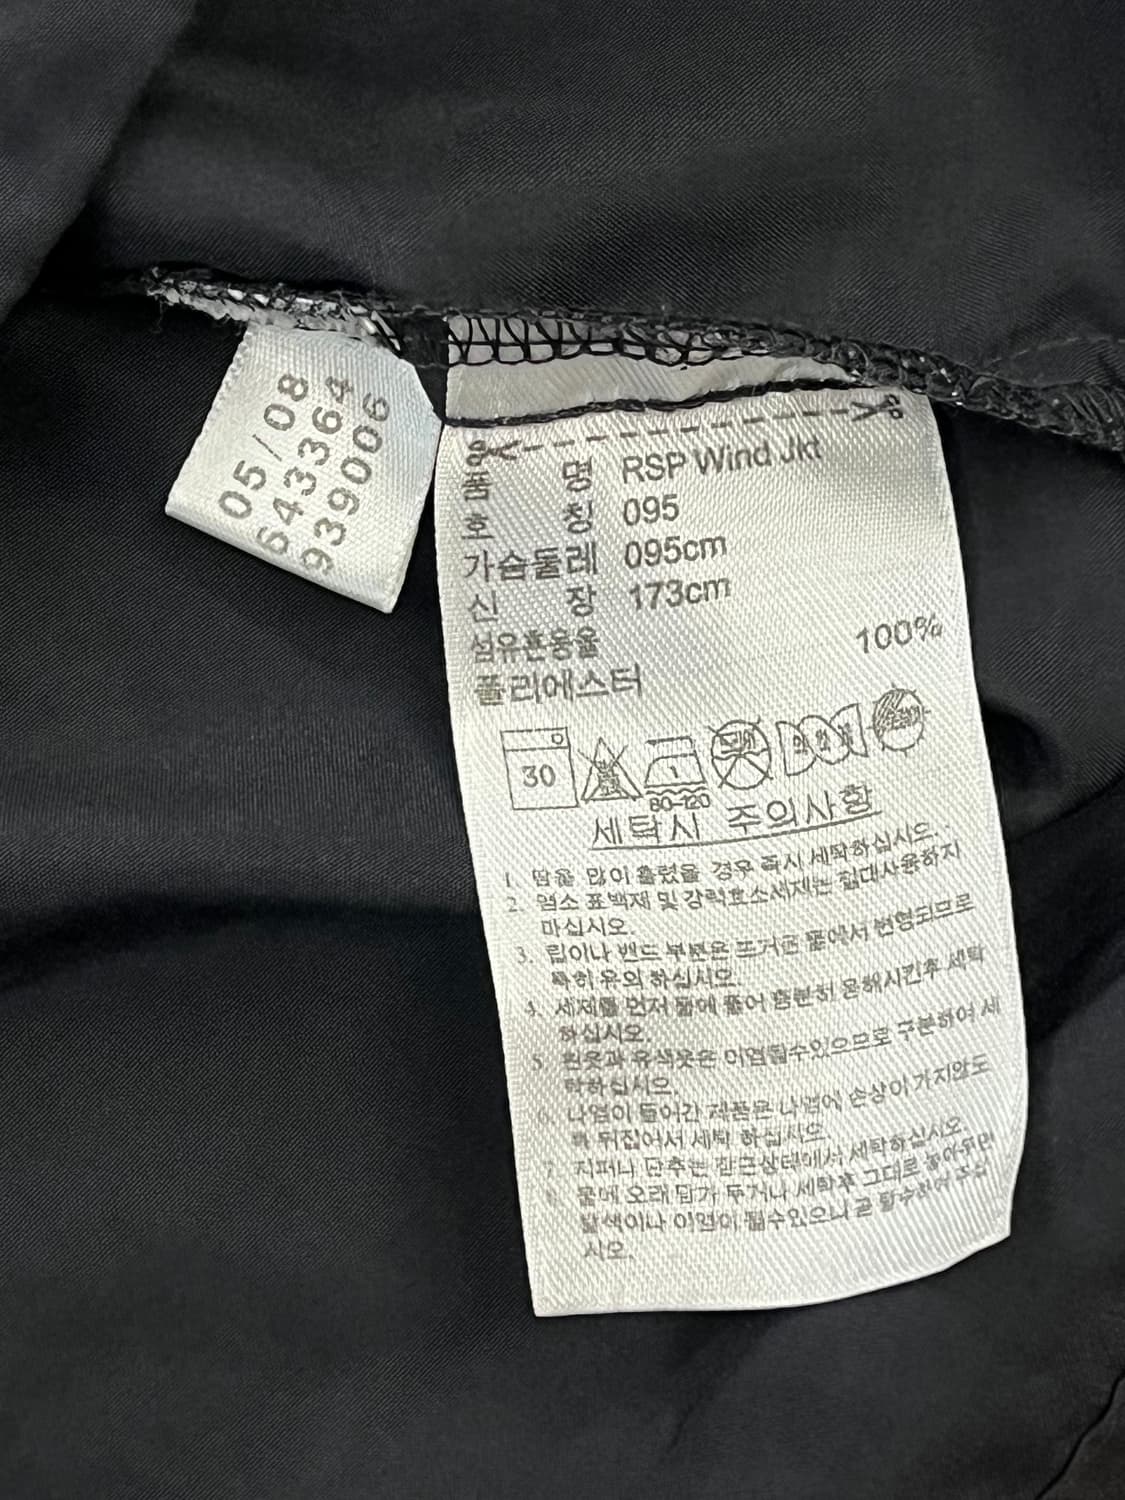 05/08
643364
939006
품 명 RSP Wind Jkt
호 칭 095
가슴둘레 095cm
신 장 173cm
섬유혼용율
폴리에스터 100%
30
80-120
세탁시 주의사항
1. 땀을 많이 흘렸을 경우 즉시 세탁하십시오.
2. 염소 표백제 및 강력효소세제는 절대사용하지
마십시오.
3. 립이나 밴드 부분은 뜨거운 물에서 변형되므로
특히 유의 하십시오.
4. 세제를 먼저 물에 풀어 충분히 용해시킨후 세탁
하십시오.
5. 흰옷과 유색옷은 이염될수있으므로 구분하여 세
탁하십시오.
6. 나염이 들어간 제품은 나염에 손상이 가지않도
록 뒤집어서 세탁 하십시오.
7. 지퍼나 단추는 잠근상태에서 세탁하십시오.
8. 물에 오래 담가 두거나 세탁후 그대로 놓아두면
탈색이나 이염이 될수있으니 곧 탈수하여 주십
시오.